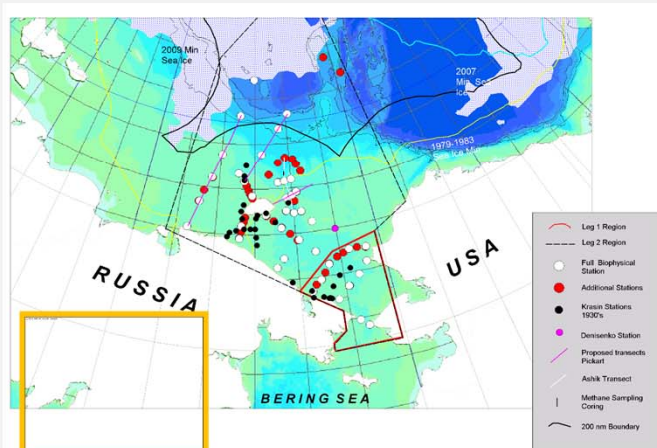 2009 Min
Sea Ice
2007
Min Sea
Ice
1979-1983
Sea Ice Min
RUSSIA
USA
BERING SEA
Leg 1 Region
Leg 2 Region
Full Biophysical
Station
Additional Stations
Krasin Stations
1930's
Denisenko Station
Proposed transects
Pickart
Ashik Transect
Methane Sampling
Coring
200 nm Boundary